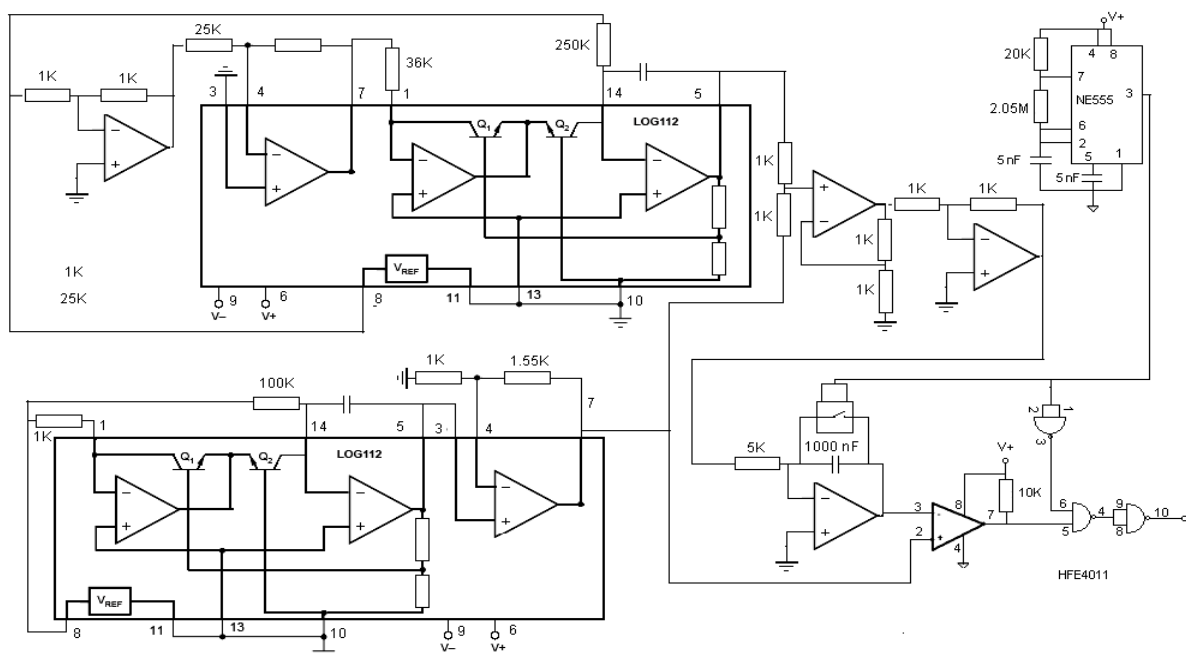 25K
1K
1K
36K
250K
3
4
7
1
14
5
Q1
Q2
LOG112
−
+
−
+
−
+
−
+
VREF
9
V−
6
V+
8
11
13
10
1K
25K
1K
1K
+
−
1K
1K
1K
1K
−
+
V+
20K
4
8
7
NE555
3
2.05M
6
2
5
1
5nF
5nF
1K
1.55K
7
100K
1K
1
14
5
3
4
Q1
Q2
LOG112
−
+
−
+
−
+
VREF
8
11
13
10
9
V−
6
V+
5K
1000 nF
−
+
3
2
-
+
8
4
7
V+
10K
1
2
3
6
5
4
9
8
10
HFE4011